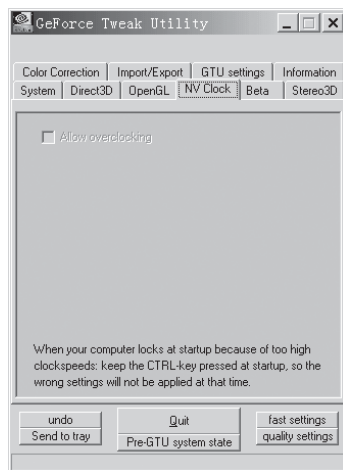 GeForce Tweak Utility
Color Correction Import/Export GTU settings Information
System Direct3D OpenGL NV Clock Beta Stereo3D
Allow overclocking
When your computer locks at startup because of too high
clockspeeds: keep the CTRL-key pressed at startup, so the
wrong settings will not be applied at that time.
undo Quit fast settings
Send to tray Pre-GTU system state quality settings